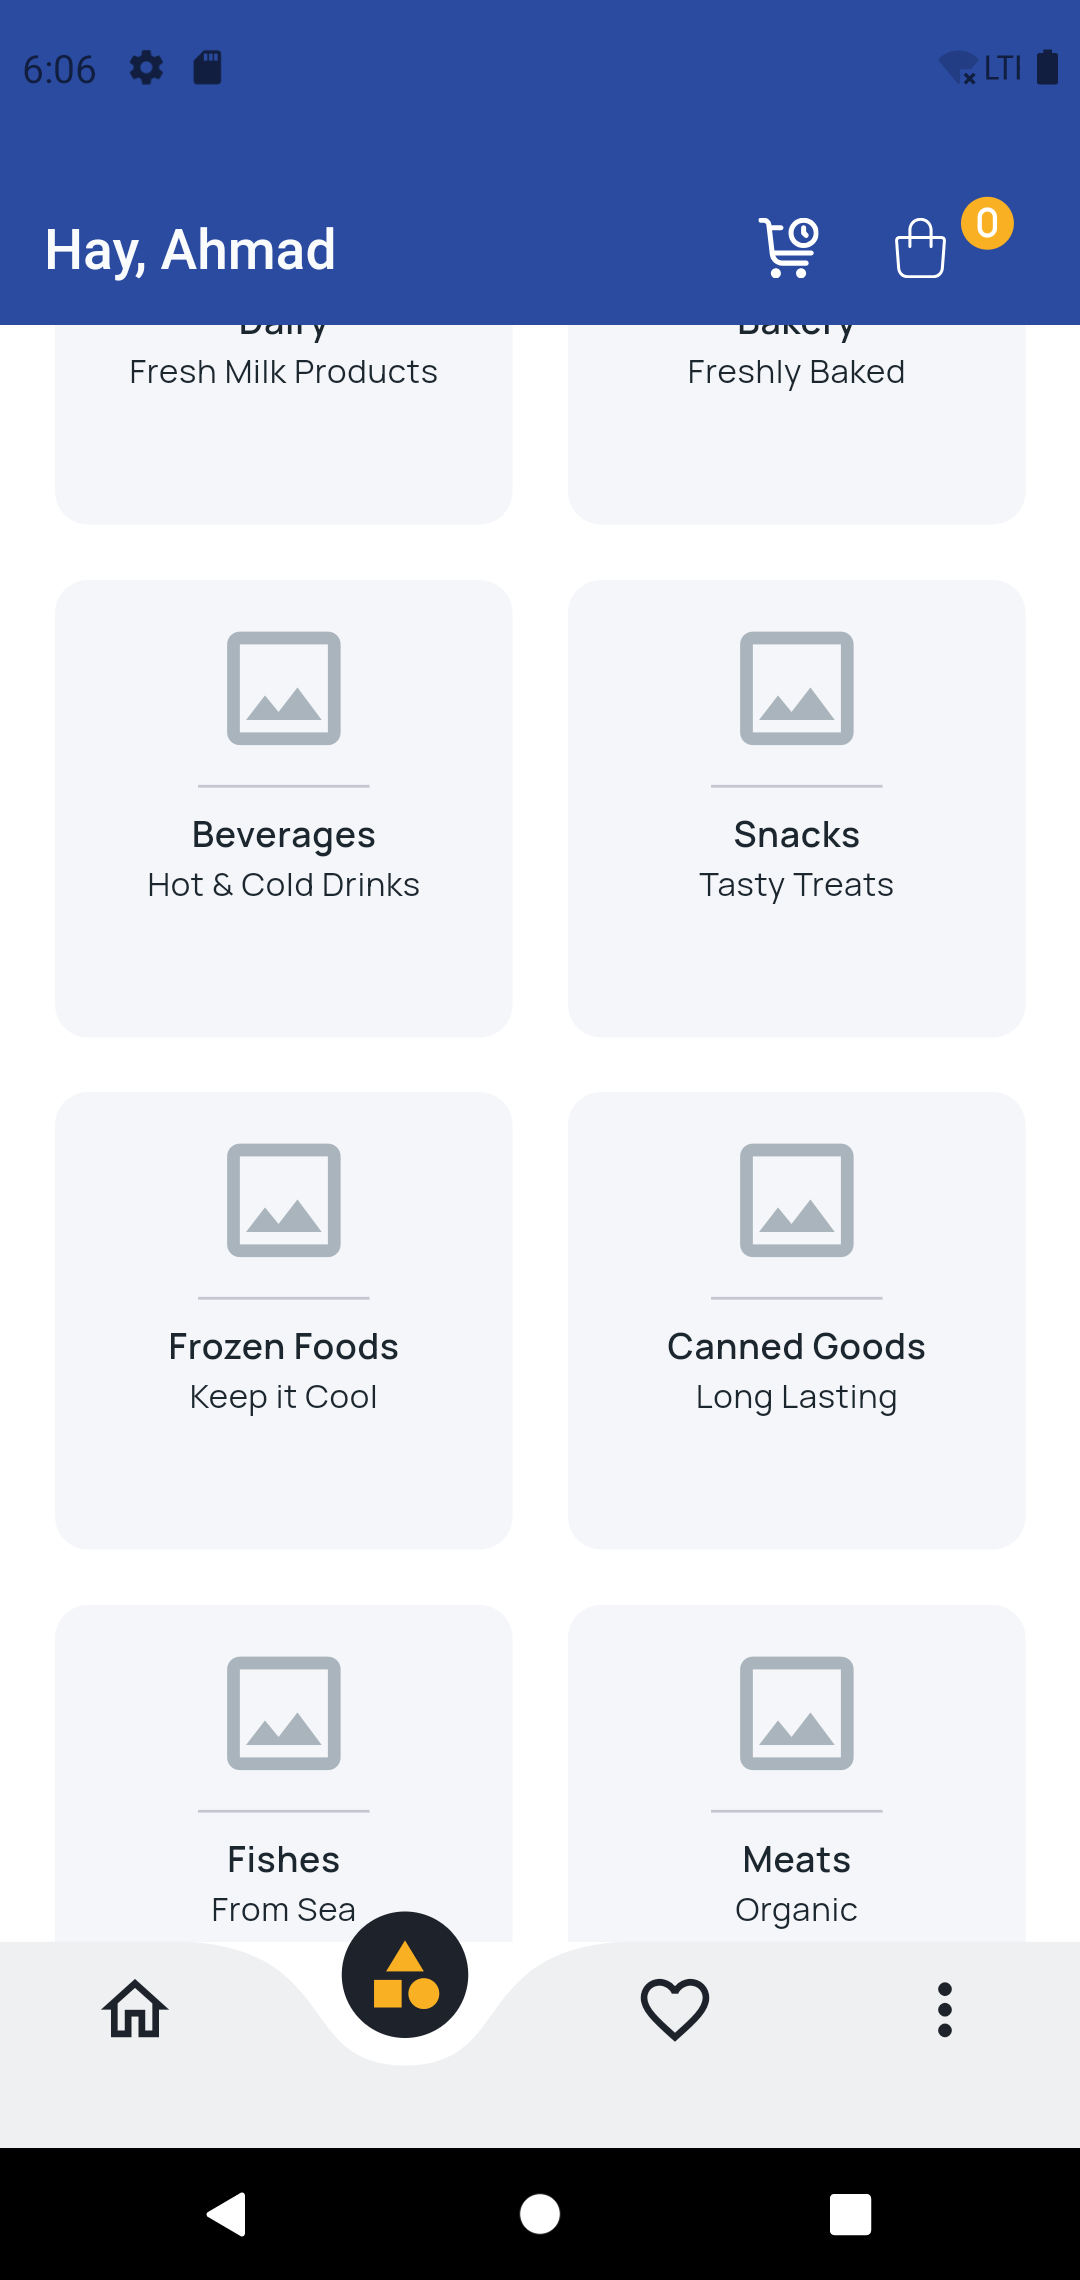 6:06
LTI
Hay, Ahmad
0
Dairy
Bakery
Fresh Milk Products
Freshly Baked
Beverages
Snacks
Hot & Cold Drinks
Tasty Treats
Frozen Foods
Canned Goods
Keep it Cool
Long Lasting
Fishes
Meats
From Sea
Organic